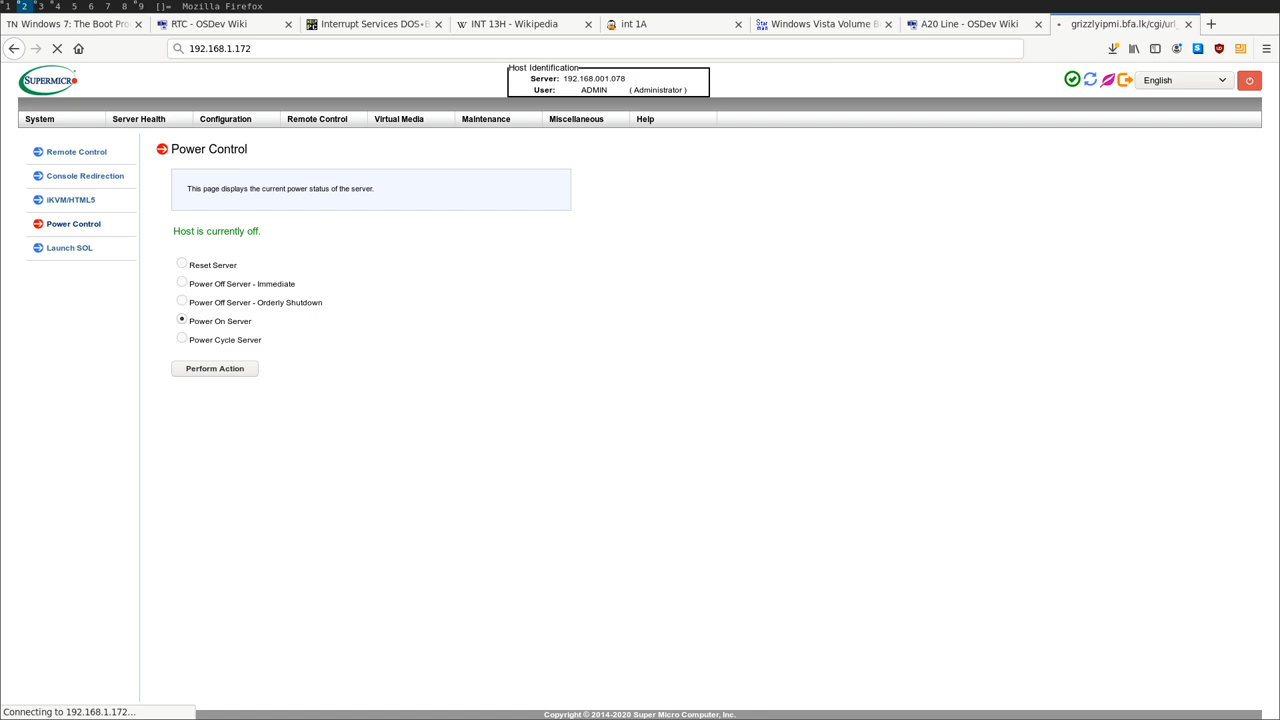 1 2 3 4 5 6 7 8 9 []= Mozilla Firefox
TN Windows 7: The Boot Pro RTC - OSDev Wiki Interrupt Services DOS•B INT 13H - Wikipedia int 1A Windows Vista Volume B A20 Line - OSDev Wiki grizzlyipmi.bfa.lk/cgi/url_
192.168.1.172
SUPERMICRO
Host Identification
Server: 192.168.001.078
User: ADMIN ( Administrator )
English
System Server Health Configuration Remote Control Virtual Media Maintenance Miscellaneous Help
Remote Control
Console Redirection
iKVM/HTML5
Power Control
Launch SOL
Power Control
This page displays the current power status of the server.
Host is currently off.
Reset Server
Power Off Server - Immediate
Power Off Server - Orderly Shutdown
Power On Server
Power Cycle Server
Perform Action
Connecting to 192.168.1.172...
Copyright © 2014-2020 Super Micro Computer, Inc.